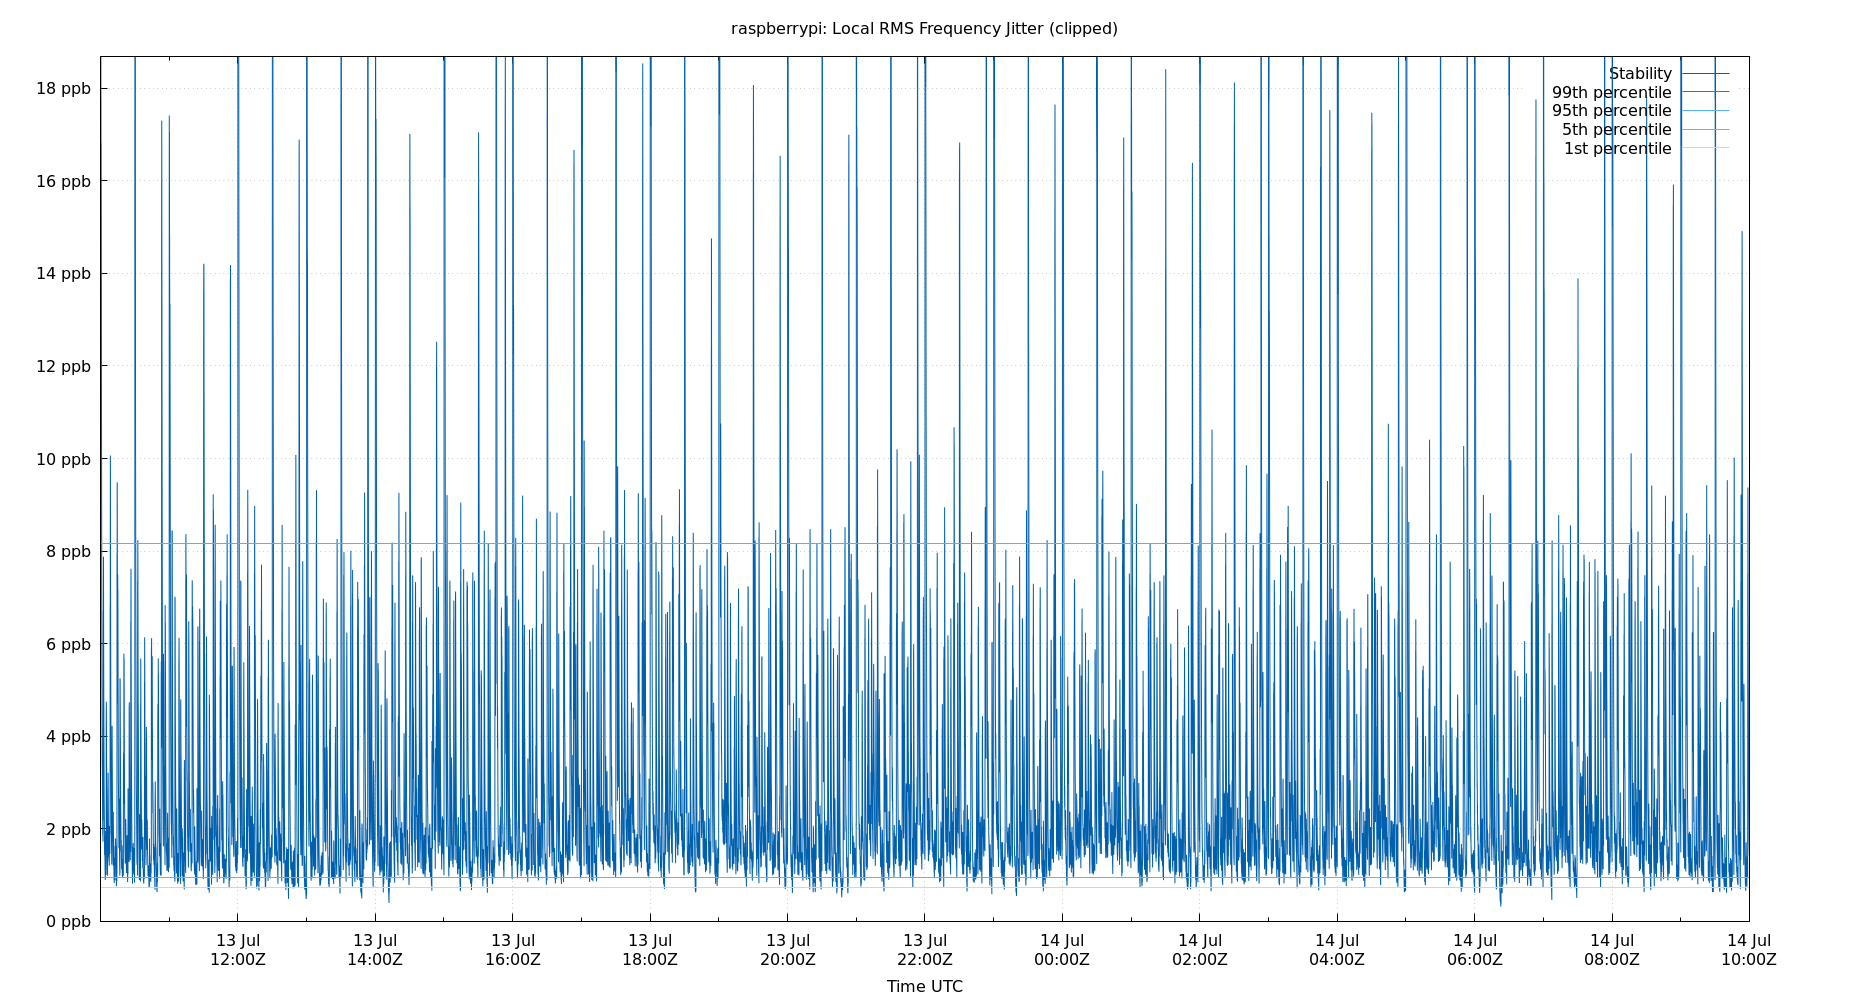 raspberrypi: Local RMS Frequency Jitter (clipped)
18 ppb
16 ppb
14 ppb
12 ppb
10 ppb
8 ppb
6 ppb
4 ppb
2 ppb
0 ppb
Stability
99th percentile
95th percentile
5th percentile
1st percentile
13 Jul
12:00Z
13 Jul
14:00Z
13 Jul
16:00Z
13 Jul
18:00Z
13 Jul
20:00Z
13 Jul
22:00Z
14 Jul
00:00Z
14 Jul
02:00Z
14 Jul
04:00Z
14 Jul
06:00Z
14 Jul
08:00Z
14 Jul
10:00Z
Time UTC